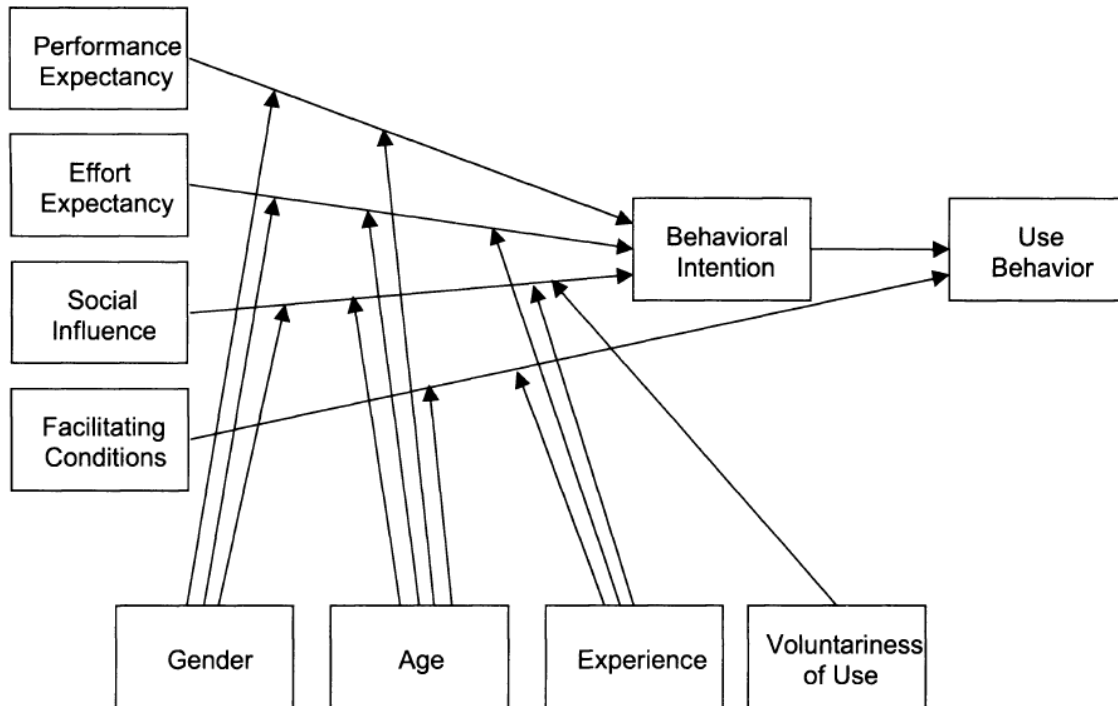 Performance
Expectancy
Effort
Expectancy
Social
Influence
Facilitating
Conditions
Behavioral
Intention
Use
Behavior
Gender
Age
Experience
Voluntariness
of Use